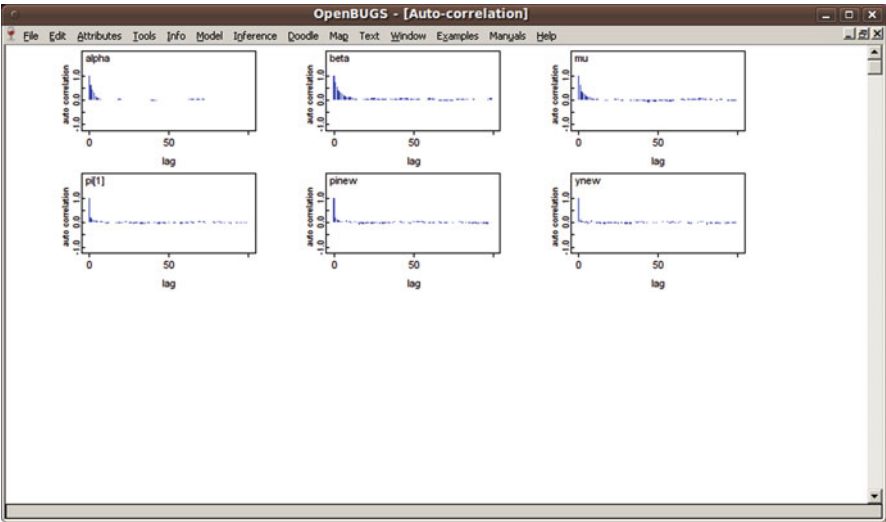 OpenBUGS - [Auto-correlation]
File Edit Attributes Tools Info Model Inference Doodle Map Text Window Examples Manuals Help
alpha
auto correlation
-1.0 0.0 1.0
0 50
lag
beta
auto correlation
-1.0 0.0 1.0
0 50
lag
mu
auto correlation
-1.0 0.0 1.0
0 50
lag
pi[1]
auto correlation
-1.0 0.0 1.0
0 50
lag
pinew
auto correlation
-1.0 0.0 1.0
0 50
lag
ynew
auto correlation
-1.0 0.0 1.0
0 50
lag